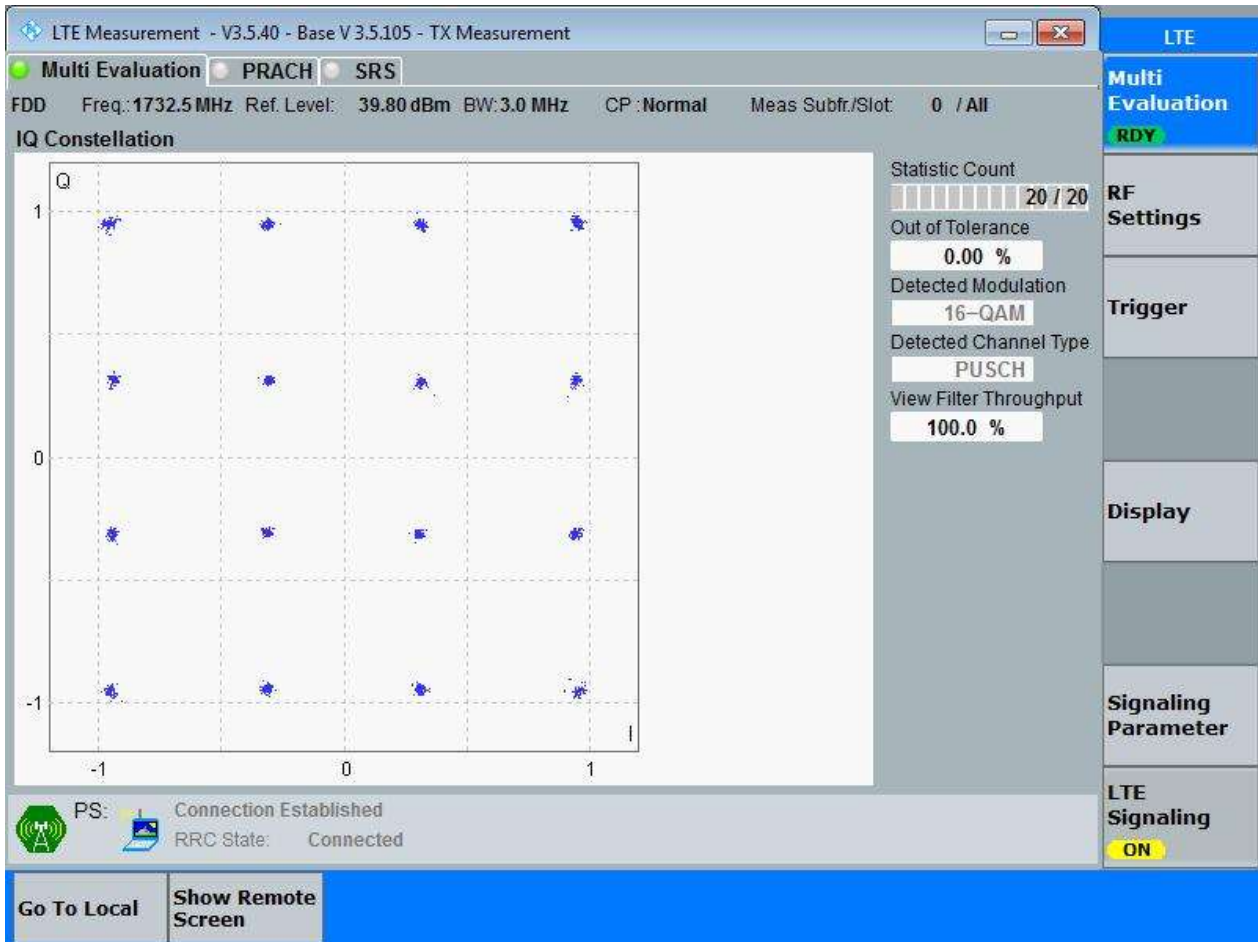 LTE Measurement - V3.5.40 - Base V 3.5.105 - TX Measurement
LTE
Multi Evaluation PRACH SRS
Multi
Evaluation
RDY
FDD Freq.: 1732.5 MHz Ref. Level: 39.80 dBm BW: 3.0 MHz CP : Normal Meas Subfr./Slot: 0 / All
IQ Constellation
Q
1
0
-1
I
-1 0 1
Statistic Count
20 / 20
Out of Tolerance
0.00 %
Detected Modulation
16-QAM
Detected Channel Type
PUSCH
View Filter Throughput
100.0 %
RF
Settings
Trigger
Display
Signaling
Parameter
LTE
Signaling
ON
PS: Connection Established
RRC State: Connected
Go To Local
Show Remote
Screen